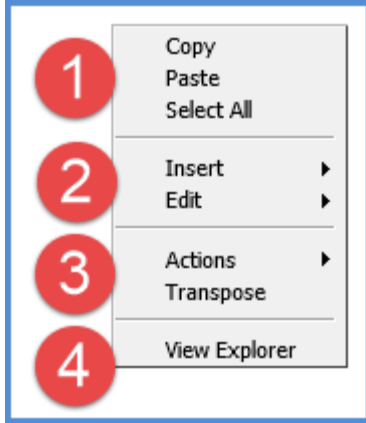 1
Copy
Paste
Select All
2
Insert
Edit
3
Actions
Transpose
4
View Explorer